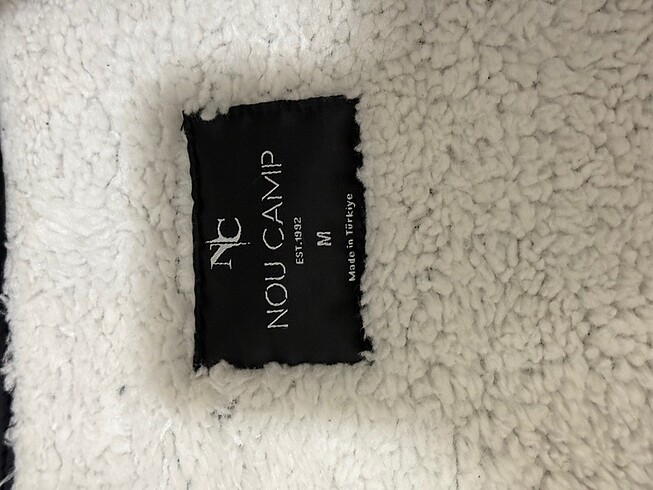 NC
NOU CAMP
EST.1992
M
Made in Türkiye